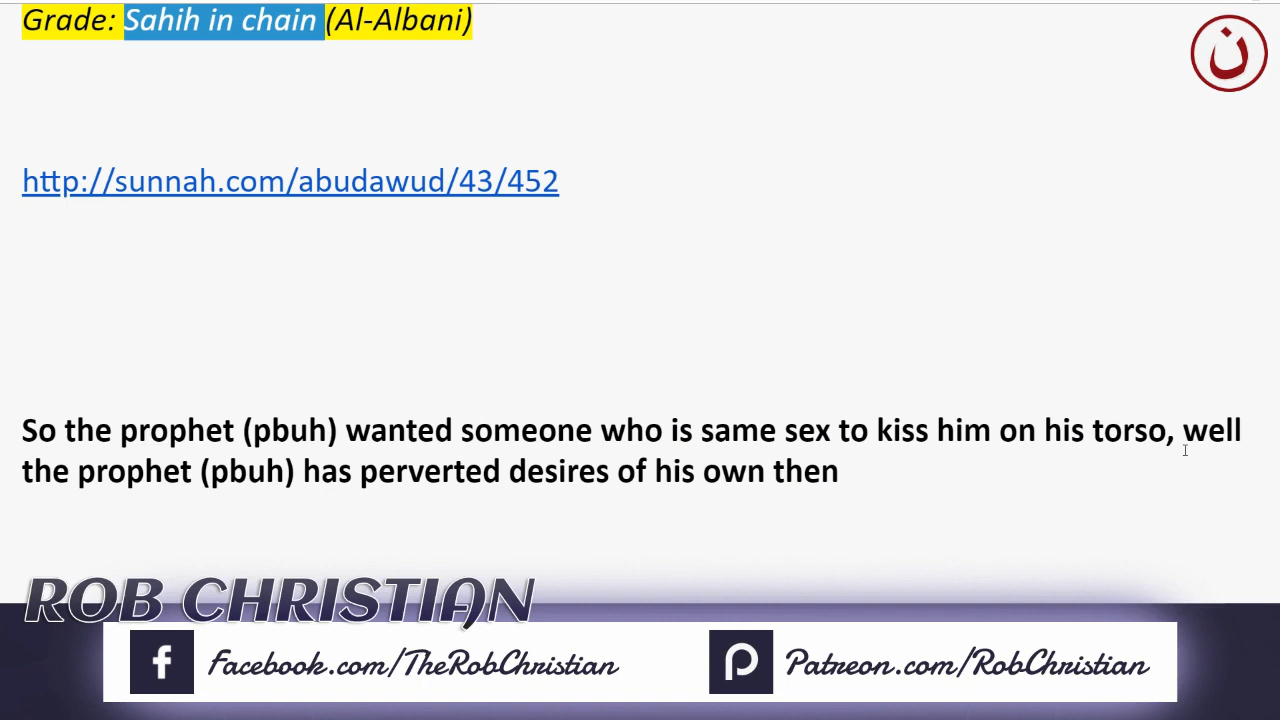 Grade: Sahih in chain (Al-Albani)
ن
http://sunnah.com/abudawud/43/452
So the prophet (pbuh) wanted someone who is same sex to kiss him on his torso, well
the prophet (pbuh) has perverted desires of his own then
ROB CHRISTIAN
Facebook.com/TheRobChristian
Patreon.com/RobChristian